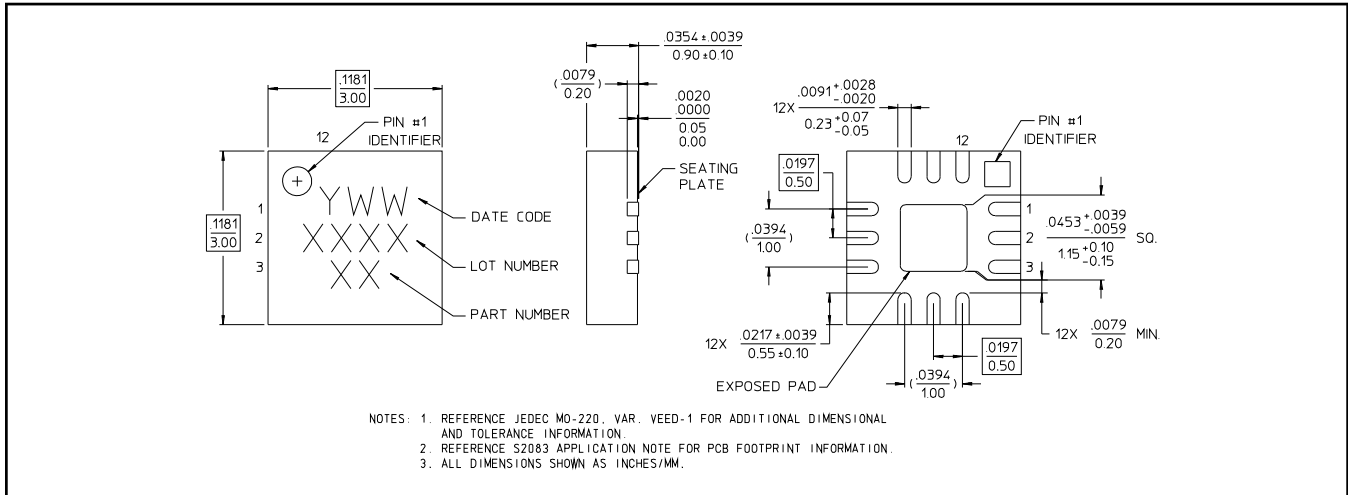 .0354 ±.0039
0.90 ±0.10
(.0079
0.20)
.0020
.0000
0.05
0.00
.1181
3.00
PIN #1
IDENTIFIER
12
.1181
3.00
1
2
3
+
Y W W
X X X X
X X
DATE CODE
LOT NUMBER
PART NUMBER
SEATING
PLATE
12X .0091 +.0028 -.0020
0.23 +0.07 -0.05
12
PIN #1
IDENTIFIER
.0197
0.50
(.0394
1.00)
1
2
3
.0453 +.0039 -.0059 SQ.
1.15 +0.10 -0.15
12X .0217 ±.0039
0.55 ±0.10
12X .0079 MIN.
0.20
.0197
0.50
(.0394
1.00)
EXPOSED PAD
NOTES: 1. REFERENCE JEDEC MO-220, VAR. VEED-1 FOR ADDITIONAL DIMENSIONAL
AND TOLERANCE INFORMATION.
2. REFERENCE S2083 APPLICATION NOTE FOR PCB FOOTPRINT INFORMATION.
3. ALL DIMENSIONS SHOWN AS INCHES/MM.